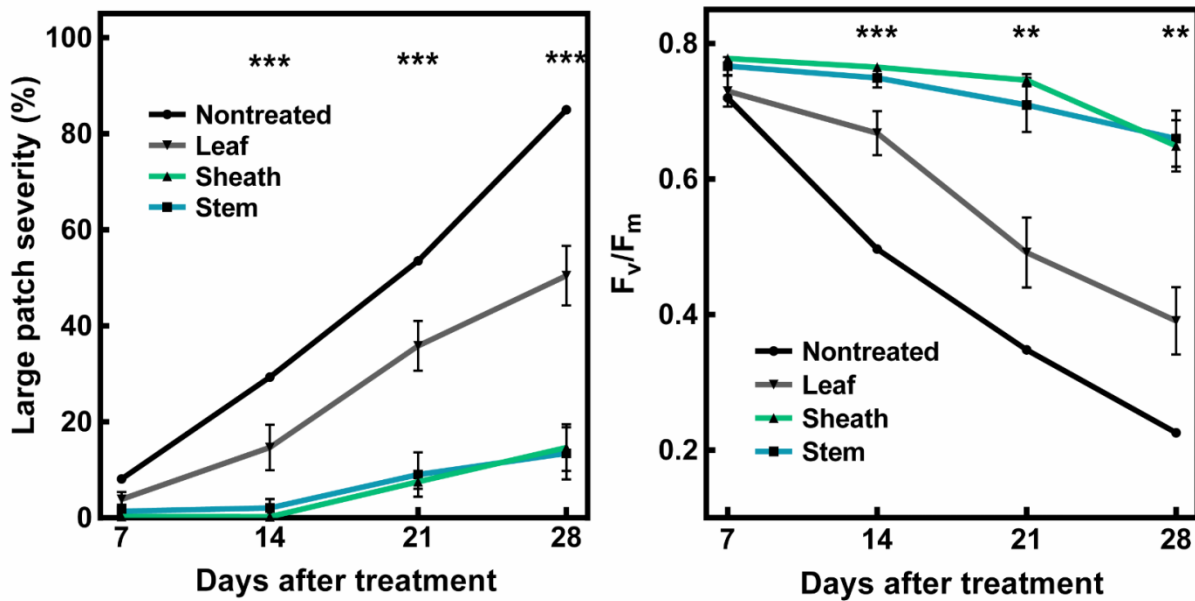 Large patch severity (%)
100
80
60
40
20
0
*** *** ***
Nontreated
Leaf
Sheath
Stem
7 14 21 28
Days after treatment
Fv/Fm
0.8
0.6
0.4
0.2
*** ** **
Nontreated
Leaf
Sheath
Stem
7 14 21 28
Days after treatment